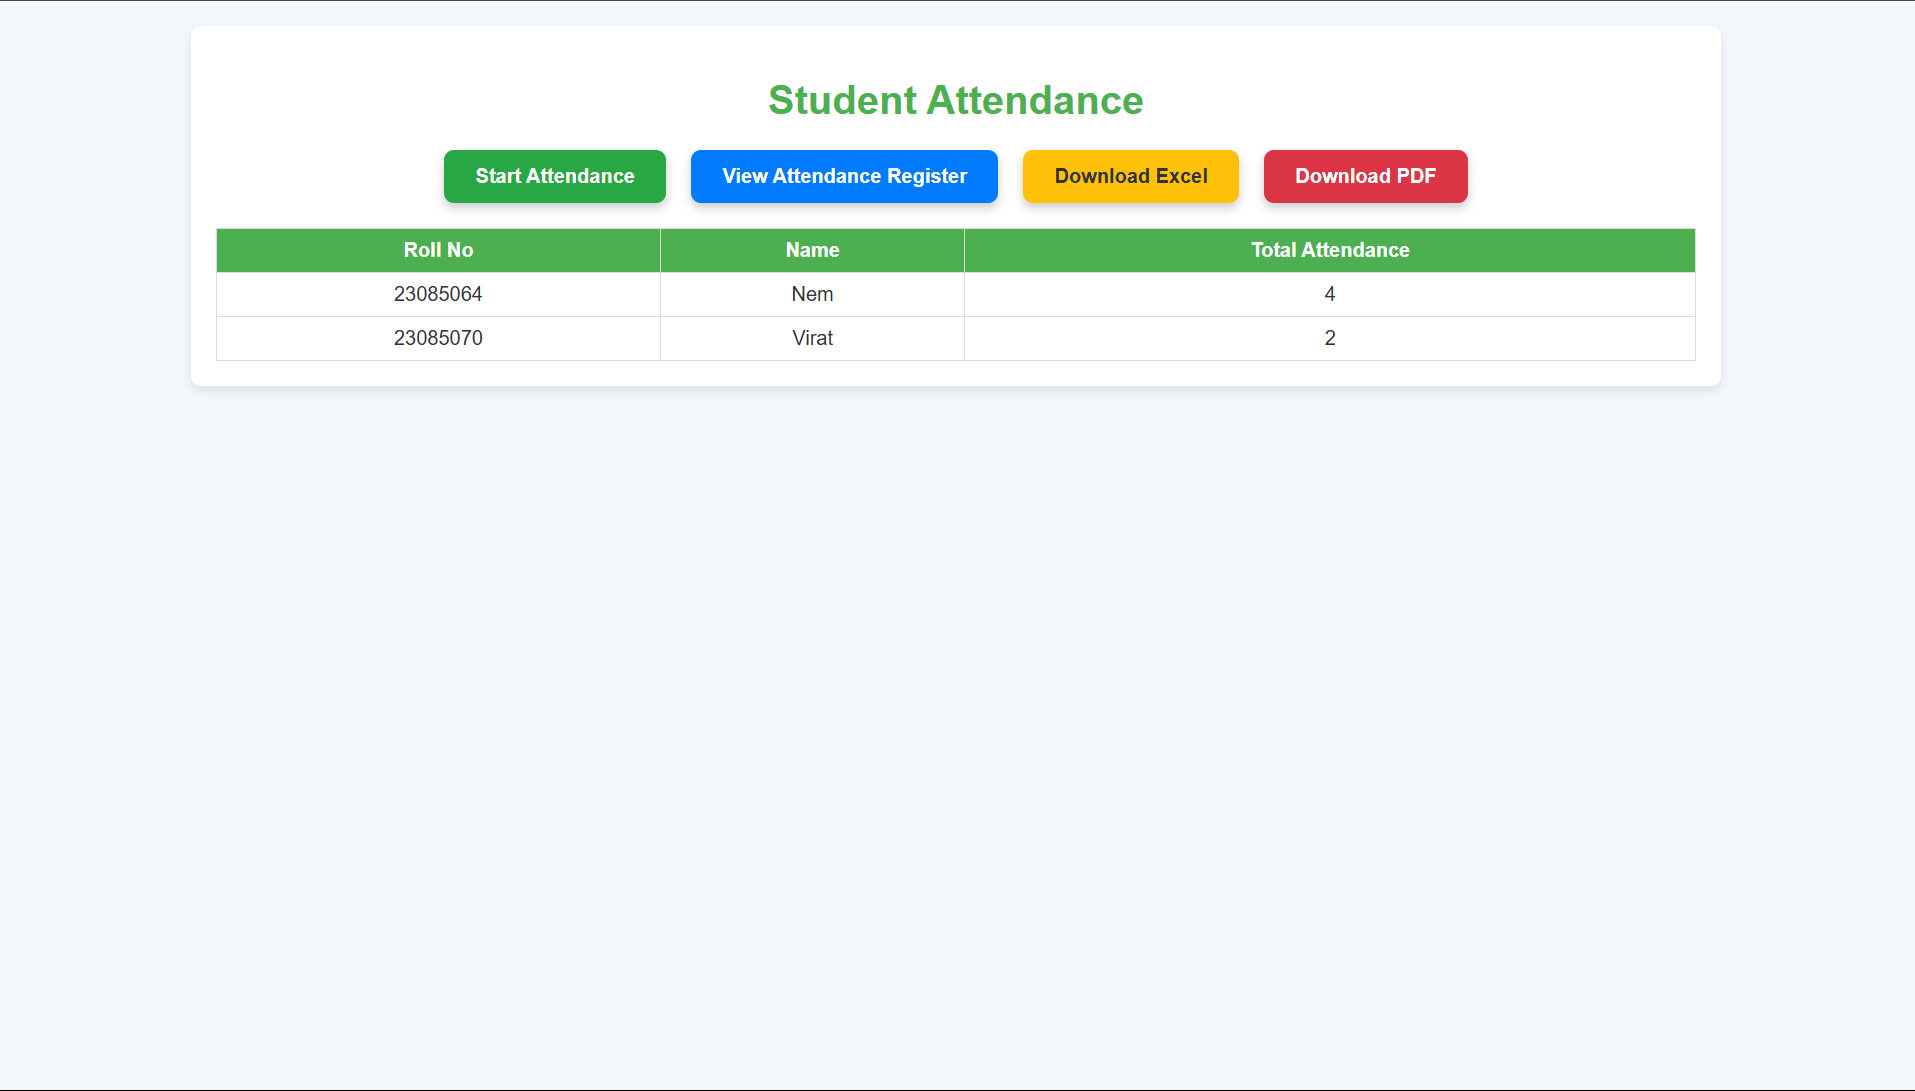 Student Attendance
Start Attendance View Attendance Register Download Excel Download PDF
Roll No Name Total Attendance
23085064 Nem 4
23085070 Virat 2